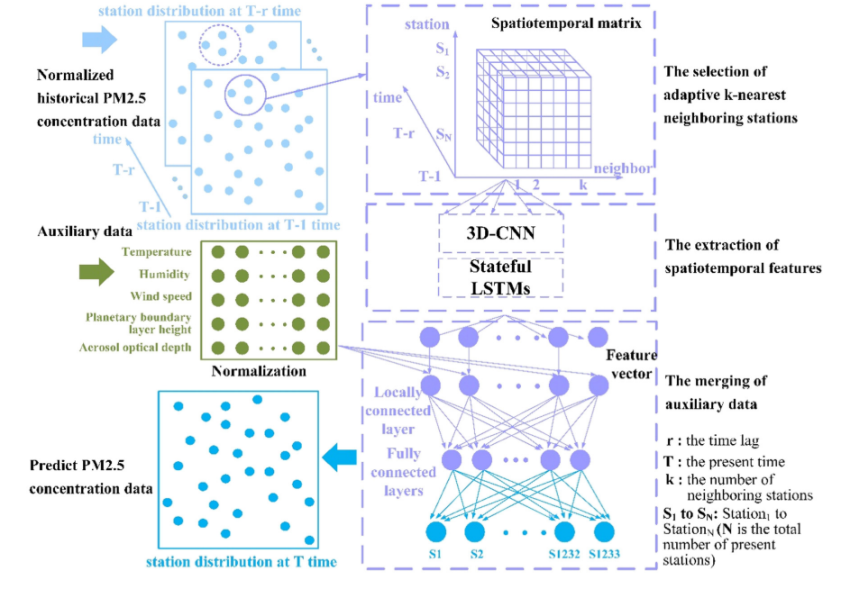 station distribution at T-r time
Normalized
historical PM2.5
concentration data
time
T-r
T-1
station distribution at T-1 time
Spatiotemporal matrix
station
S1
S2
SN
time
T-r
T-1
neighbor
1 2 k
The selection of
adaptive k-nearest
neighboring stations
Auxiliary data
Temperature
Humidity
Wind speed
Planetary boundary
layer height
Aerosol optical depth
Normalization
3D-CNN
Stateful
LSTMs
The extraction of
spatiotemporal features
Feature
vector
Locally
connected
layer
Fully
connected
layers
S1 S2 S1232 S1233
The merging of
auxiliary data
r : the time lag
T : the present time
k : the number of
neighboring stations
S1 to SN: Station1 to
StationN (N is the total
number of present
stations)
Predict PM2.5
concentration data
station distribution at T time